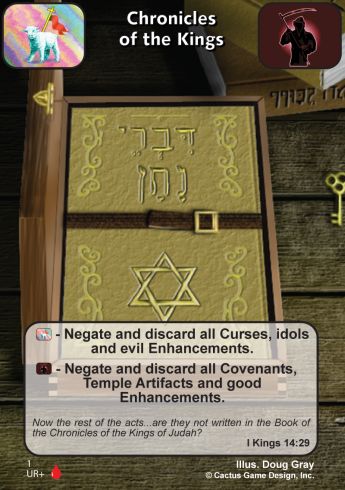 Chronicles
of the Kings
דִּבְרֵי
נָתָן
- Negate and discard all Curses, idols
and evil Enhancements.
- Negate and discard all Covenants,
Temple Artifacts and good
Enhancements.
Now the rest of the acts...are they not written in the Book of
the Chronicles of the Kings of Judah?
I Kings 14:29
1
UR+
Illus. Doug Gray
© Cactus Game Design, Inc.